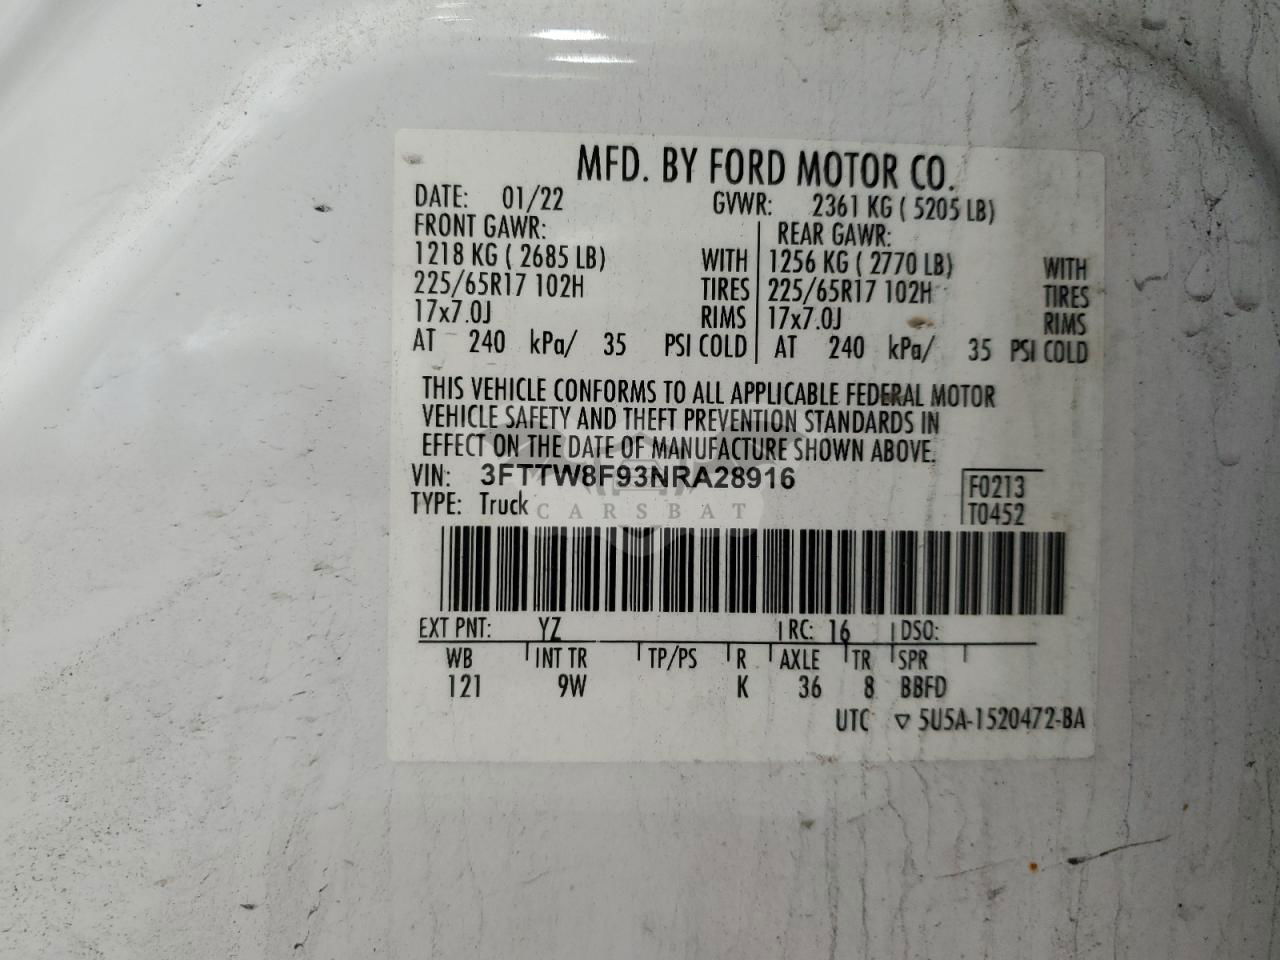 MFD. BY FORD MOTOR CO.
DATE: 01/22 GVWR: 2361 KG ( 5205 LB)
FRONT GAWR: REAR GAWR:
1218 KG ( 2685 LB) WITH 1256 KG ( 2770 LB) WITH
225/65R17 102H TIRES 225/65R17 102H TIRES
17x7.0J RIMS 17x7.0J RIMS
AT 240 kPa/ 35 PSI COLD AT 240 kPa/ 35 PSI COLD
THIS VEHICLE CONFORMS TO ALL APPLICABLE FEDERAL MOTOR
VEHICLE SAFETY AND THEFT PREVENTION STANDARDS IN
EFFECT ON THE DATE OF MANUFACTURE SHOWN ABOVE.
VIN: 3FTTW8F93NRA28916 F0213
TYPE: Truck T0452
CARSBAT
EXT PNT: YZ RC: 16 DSO:
WB INT TR TP/PS R AXLE TR SPR
121 9W K 36 8 BBFD
UTC ▽ 5U5A-1520472-BA